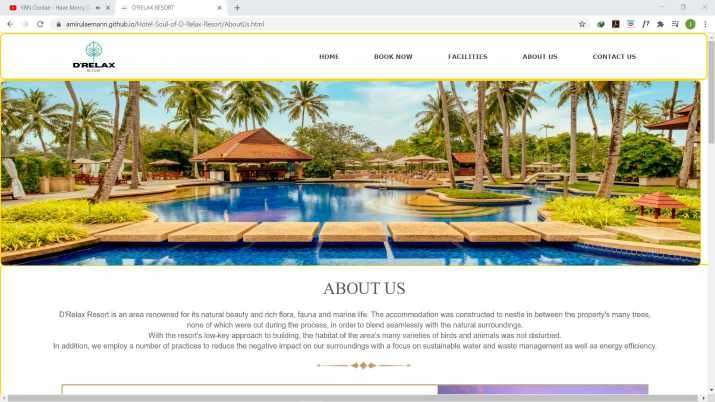 D'RELAX RESORT
amirulaemann.github.io/Hotel-Soul-of-D-Relax-Resort/AboutUs.html
D'RELAX
RESORT
HOME BOOK NOW FACILITIES ABOUT US CONTACT US
ABOUT US
D'Relax Resort is an area renowned for its natural beauty and rich flora, fauna and marine life. The accommodation was constructed to nestle in between the property's many trees,
none of which were cut during the process, in order to blend seamlessly with the natural surroundings.
With the resort's low-key approach to building, the habitat of the area's many varieties of birds and animals was not disturbed.
In addition, we employ a number of practices to reduce the negative impact on our surroundings with a focus on sustainable water and waste management as well as energy efficiency.